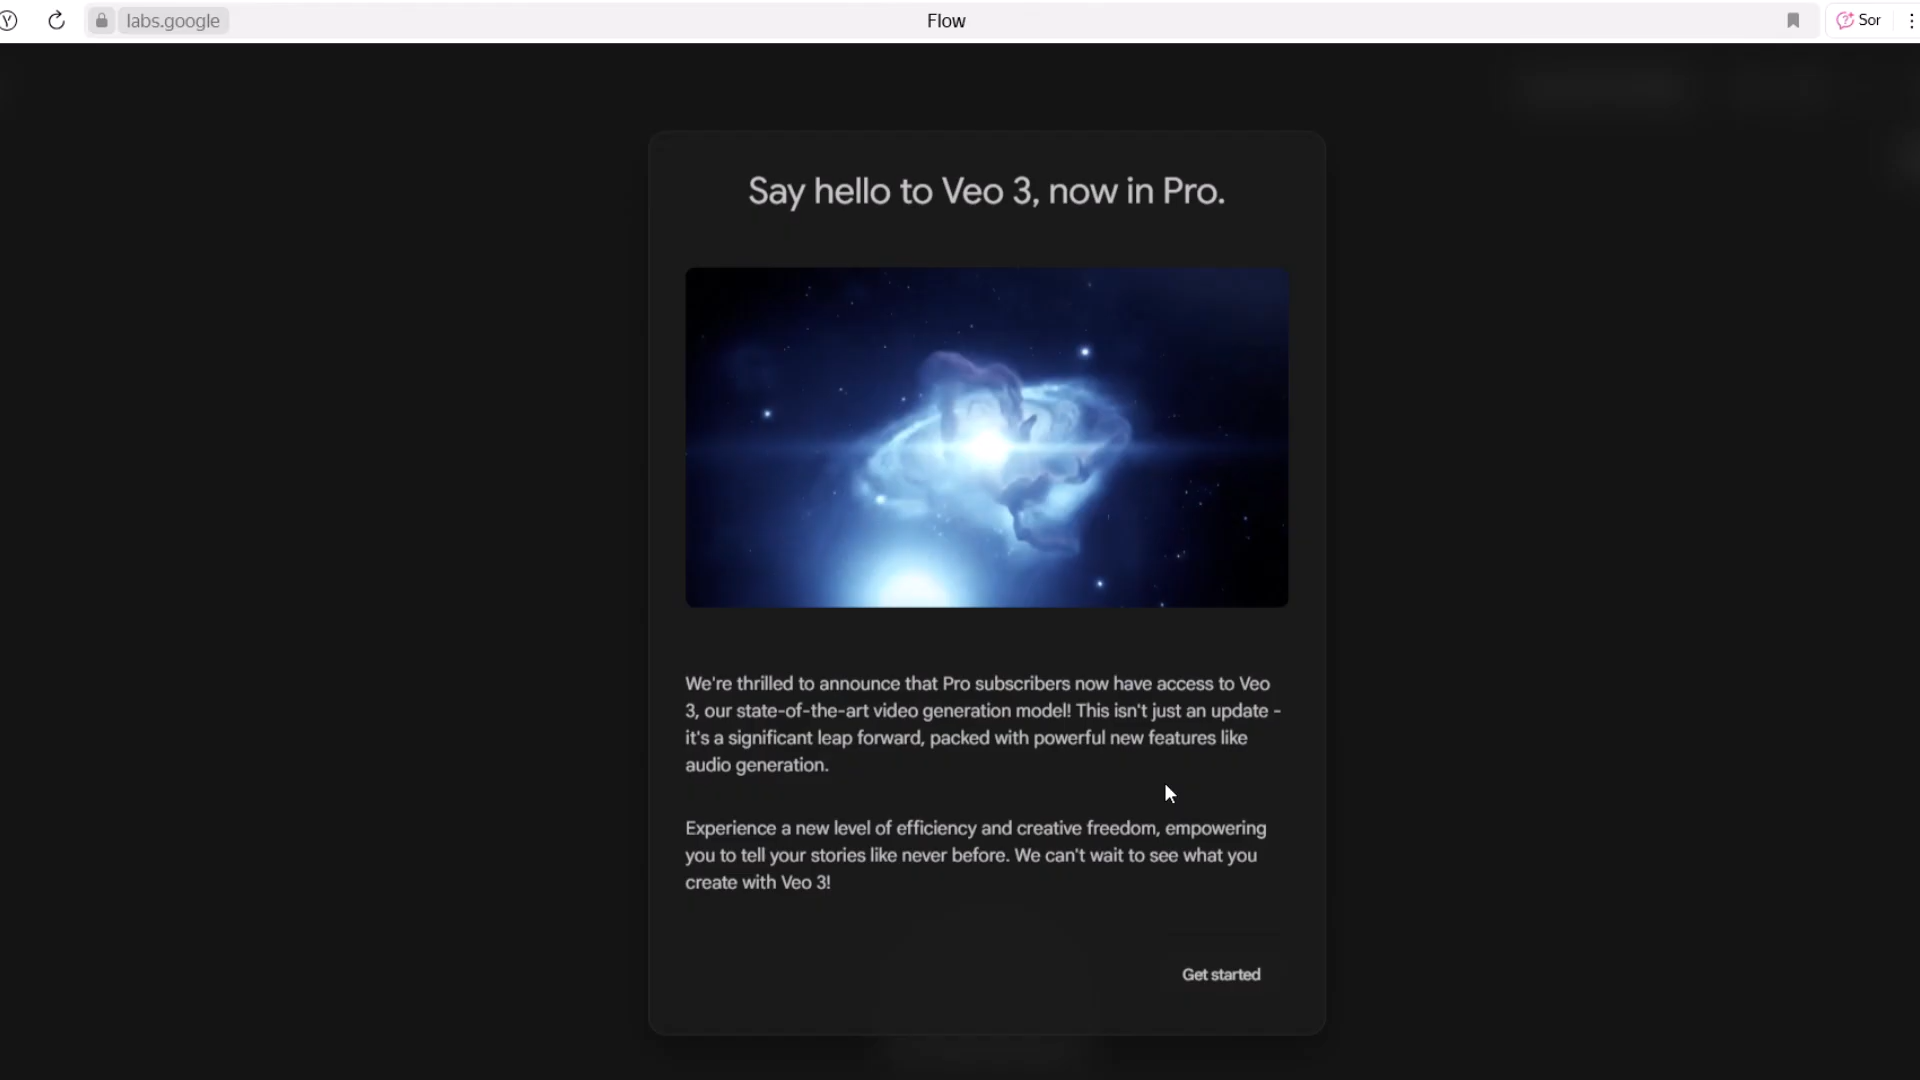 labs.google
Flow
Sor
Say hello to Veo 3, now in Pro.
We're thrilled to announce that Pro subscribers now have access to Veo
3, our state-of-the-art video generation model! This isn't just an update -
it's a significant leap forward, packed with powerful new features like
audio generation.
Experience a new level of efficiency and creative freedom, empowering
you to tell your stories like never before. We can't wait to see what you
create with Veo 3!
Get started